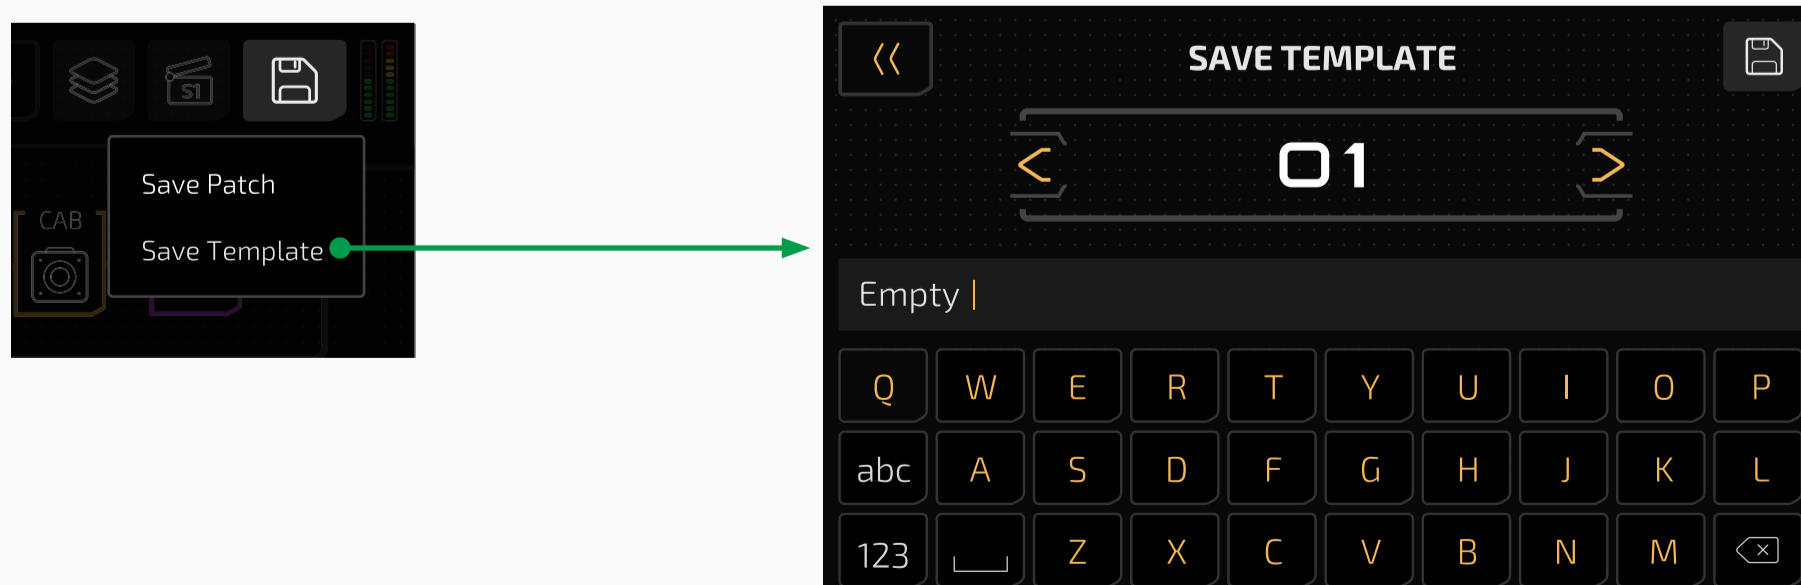 S1
CAB
Save Patch
Save Template
SAVE TEMPLATE
01
Empty
Q W E R T Y U I O P
abc A S D F G H J K L
123 Z X C V B N M